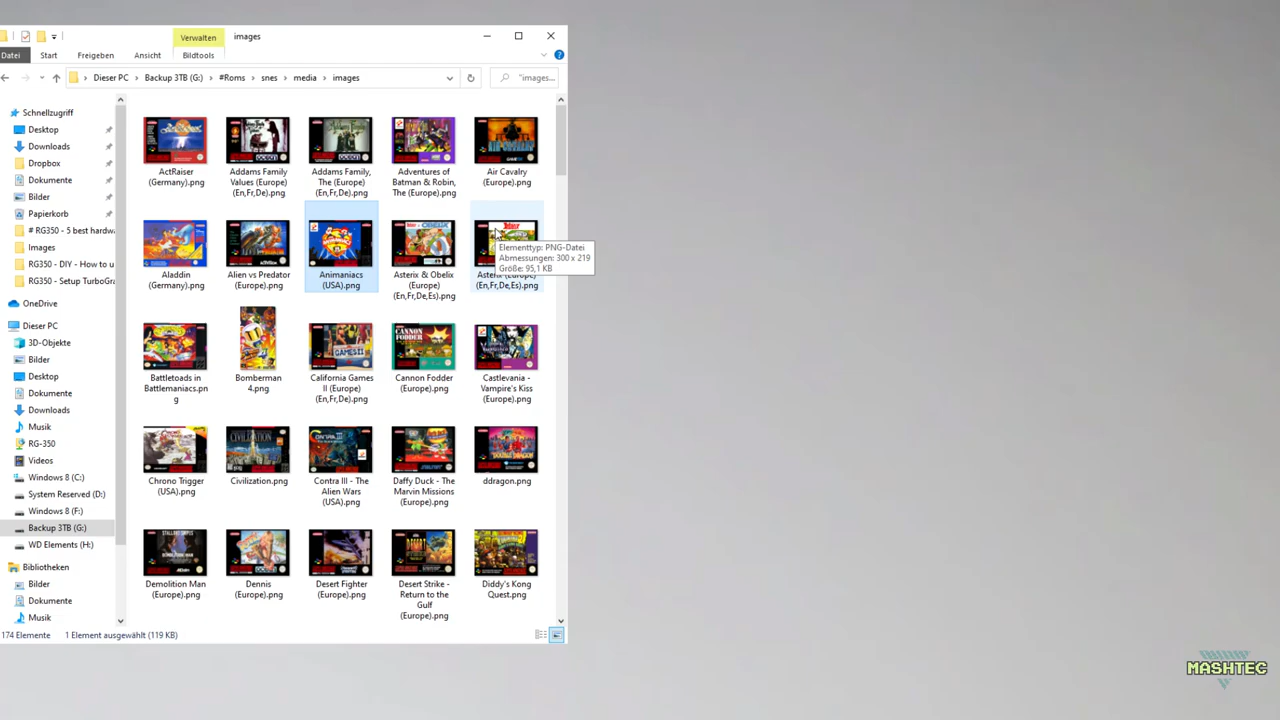 Verwalten
images
Datei
Start
Freigeben
Ansicht
Bildtools
Dieser PC
Backup 3TB (G:)
#Roms
snes
media
images
"images...
Schnellzugriff
Desktop
Downloads
Dropbox
Dokumente
Bilder
Papierkorb
# RG350 - 5 best hardw
Images
RG350 - DIY - How to u
RG350 - Setup TurboGra
OneDrive
Dieser PC
3D-Objekte
Bilder
Desktop
Dokumente
Downloads
Musik
RG-350
Videos
Windows 8 (C:)
System Reserved (D:)
Windows 8 (F:)
Backup 3TB (G:)
WD Elements (H:)
Bibliotheken
Bilder
Dokumente
Musik
ActRaiser
(Germany).png
Addams Family
Values (Europe)
(En,Fr,De).png
Addams Family,
The (Europe)
(En,Fr,De).png
Adventures of
Batman & Robin,
The (Europe).png
Air Cavalry
(Europe).png
Aladdin
(Germany).png
Alien vs Predator
(Europe).png
Animaniacs
(USA).png
Asterix & Obelix
(Europe)
(En,Fr,De,Es).png
Asterix (Europe)
(En,Fr,De,Es).png
Elementtyp: PNG-Datei
Abmessungen: 300 x 219
Größe: 95,1 KB
Battletoads in
Battlemaniacs.pn
g
Bomberman
4.png
California Games
II (Europe)
(En,Fr,De).png
CANNON
FODDER
Cannon Fodder
(Europe).png
Castlevania -
Vampire's Kiss
(Europe).png
Chrono Trigger
(USA).png
CIVILIZATION
Civilization.png
Contra III - The
Alien Wars
(USA).png
Daffy Duck - The
Marvin Missions
(Europe).png
ddragon.png
Demolition Man
(Europe).png
Dennis
(Europe).png
Desert Fighter
(Europe).png
Desert Strike -
Return to the
Gulf
(Europe).png
Diddy's Kong
Quest.png
174 Elemente
1 Element ausgewählt (119 KB)
MASHTEC